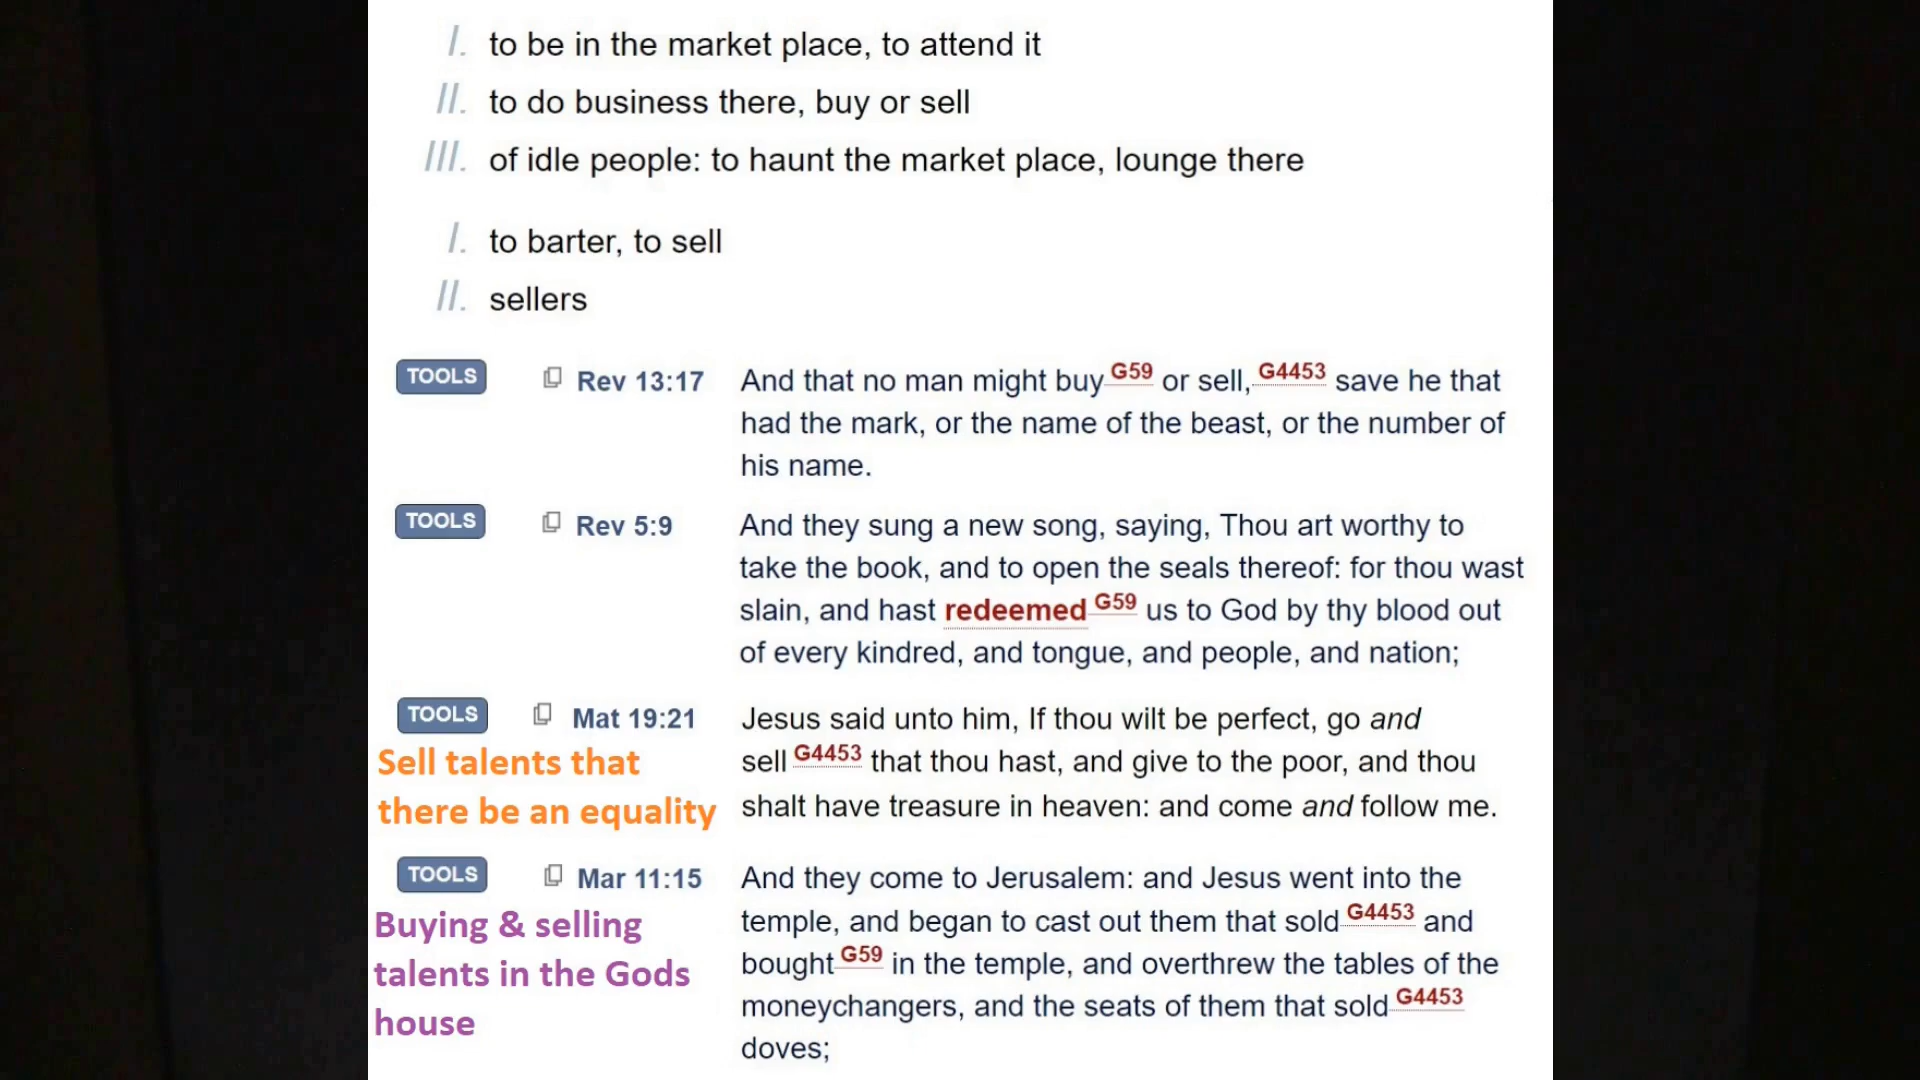 I. to be in the market place, to attend it
II. to do business there, buy or sell
III. of idle people: to haunt the market place, lounge there
I. to barter, to sell
II. sellers
TOOLS Rev 13:17 And that no man might buy G59 or sell, G4453 save he that
had the mark, or the name of the beast, or the number of
his name.
TOOLS Rev 5:9 And they sung a new song, saying, Thou art worthy to
take the book, and to open the seals thereof: for thou wast
slain, and hast redeemed G59 us to God by thy blood out
of every kindred, and tongue, and people, and nation;
TOOLS Mat 19:21 Jesus said unto him, If thou wilt be perfect, go and
sell G4453 that thou hast, and give to the poor, and thou
shalt have treasure in heaven: and come and follow me.
Sell talents that
there be an equality
TOOLS Mar 11:15 And they come to Jerusalem: and Jesus went into the
temple, and began to cast out them that sold G4453 and
bought G59 in the temple, and overthrew the tables of the
moneychangers, and the seats of them that sold G4453
doves;
Buying & selling
talents in the Gods
house